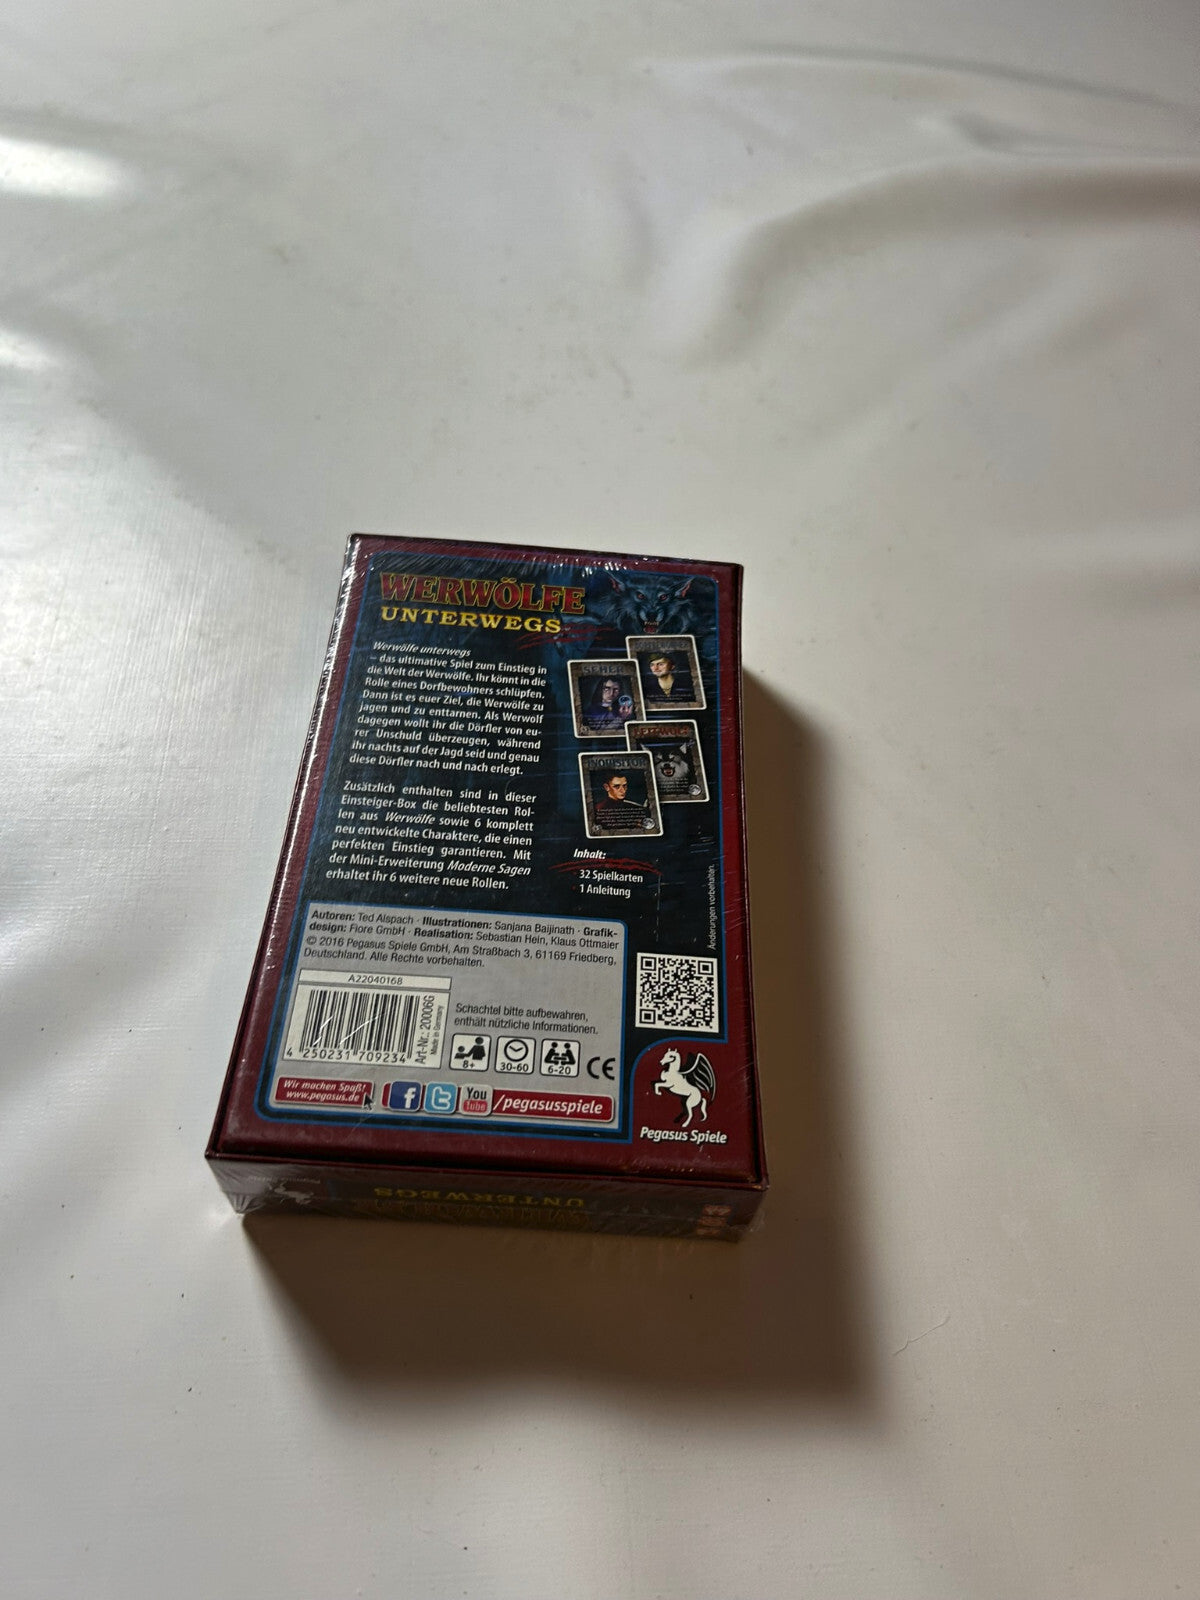 WERWÖLFE
UNTERWEGS
Werwölfe unterwegs
– das ultimative Spiel zum Einstieg in
die Welt der Werwölfe. Ihr könnt in die
Rolle eines Dorfbewohners schlüpfen.
Dann ist es euer Ziel, die Werwölfe zu
jagen und zu enttarnen. Als Werwolf
dagegen wollt ihr die Dörfler von eu-
rer Unschuld überzeugen, während
ihr nachts auf der Jagd seid und genau
diese Dörfler nach und nach erlegt.
Zusätzlich enthalten sind in dieser
Einsteiger-Box die beliebtesten Rol-
len aus Werwölfe sowie 6 komplett
neu entwickelte Charaktere, die einen
perfekten Einstieg garantieren. Mit
der Mini-Erweiterung Moderne Sagen
erhaltet ihr 6 weitere neue Rollen.
SEHER
INQUISITOR
Inhalt:
32 Spielkarten
1 Anleitung
Änderungen vorbehalten.
Autoren: Ted Alspach · Illustrationen: Sanjana Baijinath · Grafik-
design: Fiore GmbH · Realisation: Sebastian Hein, Klaus Ottmaier
© 2016 Pegasus Spiele GmbH, Am Straßbach 3, 61169 Friedberg,
Deutschland. Alle Rechte vorbehalten.
A22040168
4 250231 709234
Art-Nr.: 20006G
Made in Germany
Schachtel bitte aufbewahren,
enthält nützliche Informationen.
8+
30-60
6-20
CE
Wir machen Spaß!
www.pegasus.de
You
Tube
/pegasusspiele
Pegasus Spiele
UNTERWEGS